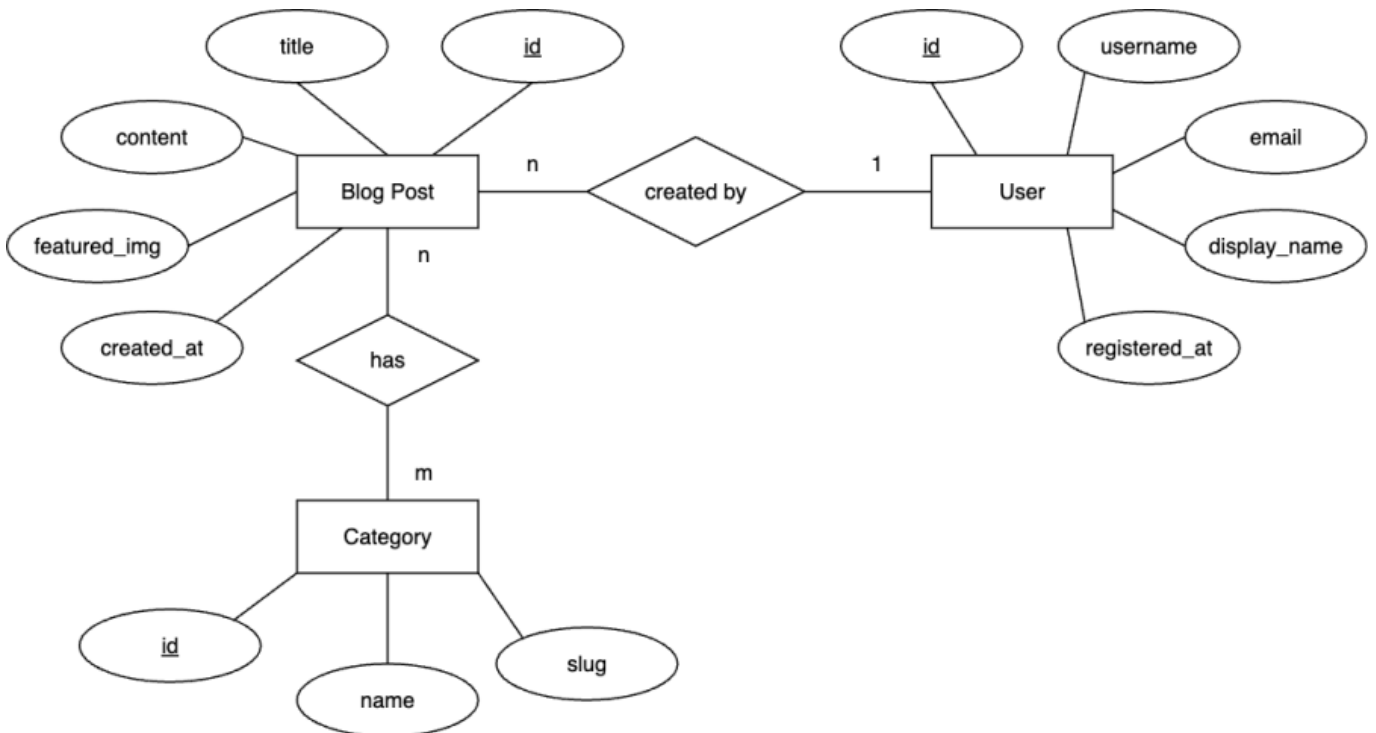 title
id
id
username
content
email
n
1
Blog Post
created by
User
featured_img
display_name
n
created_at
has
registered_at
m
Category
id
slug
name